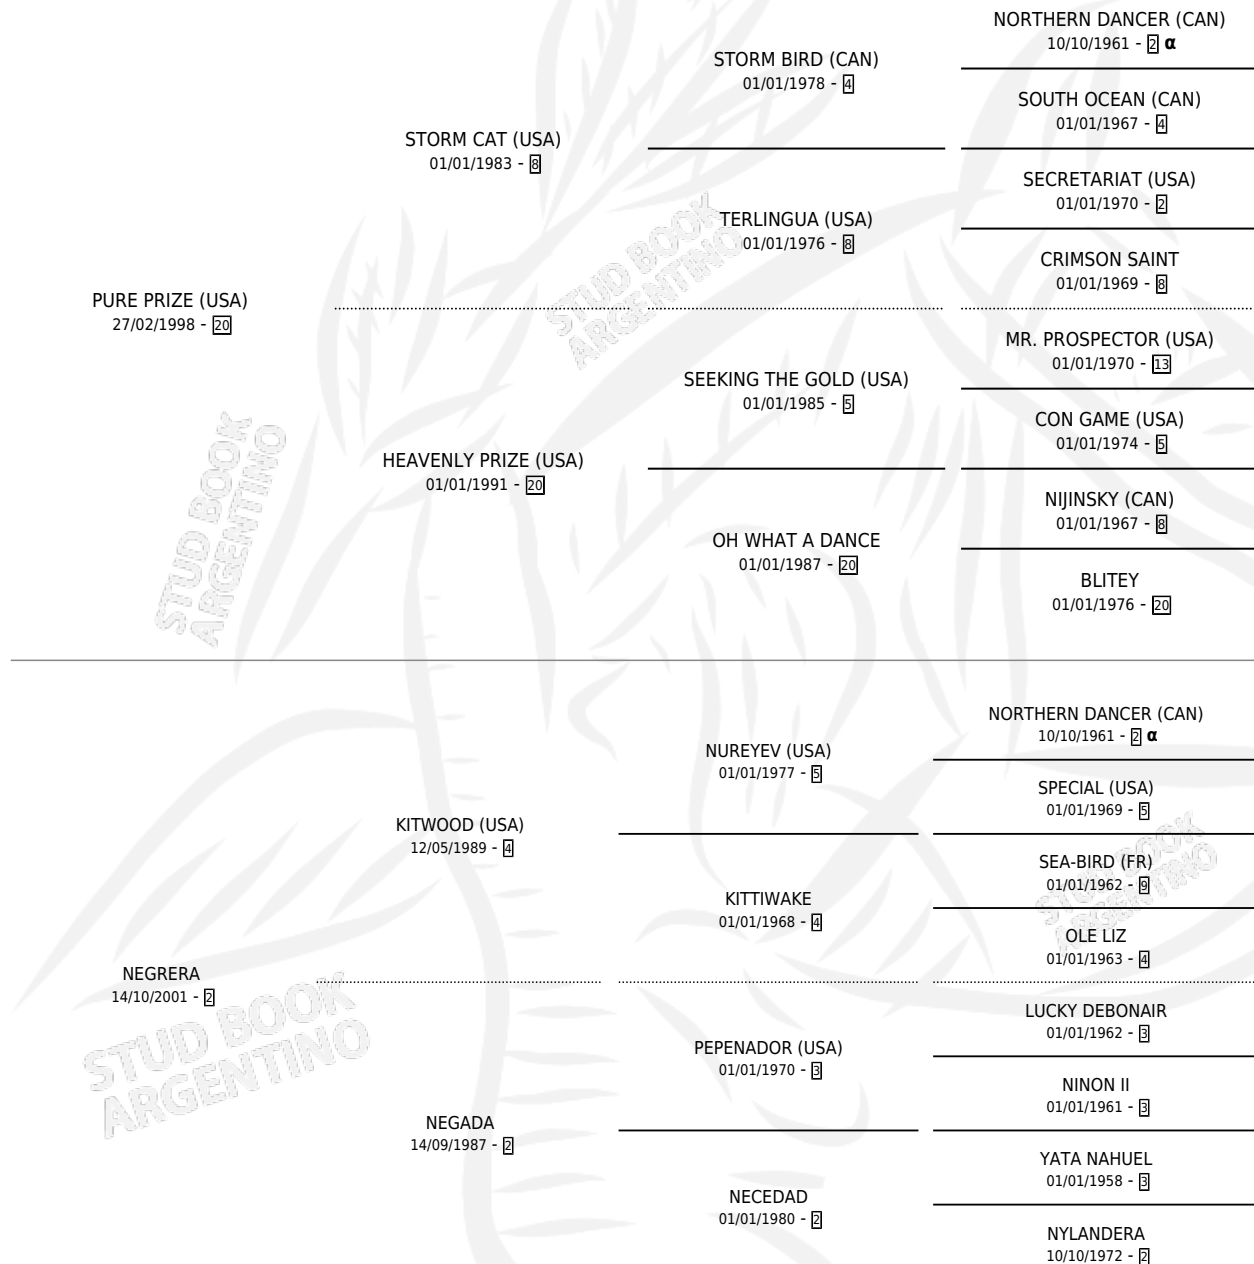 NORTHERN DANCER (CAN)
10/10/1961 - 2 α
STORM BIRD (CAN)
01/01/1978 - 4
SOUTH OCEAN (CAN)
01/01/1967 - 4
STORM CAT (USA)
01/01/1983 - 8
SECRETARIAT (USA)
01/01/1970 - 2
TERLINGUA (USA)
01/01/1976 - 8
CRIMSON SAINT
01/01/1969 - 8
PURE PRIZE (USA)
27/02/1998 - 20
MR. PROSPECTOR (USA)
01/01/1970 - 13
SEEKING THE GOLD (USA)
01/01/1985 - 5
CON GAME (USA)
01/01/1974 - 5
HEAVENLY PRIZE (USA)
01/01/1991 - 20
NIJINSKY (CAN)
01/01/1967 - 8
OH WHAT A DANCE
01/01/1987 - 20
BLITEY
01/01/1976 - 20
NORTHERN DANCER (CAN)
10/10/1961 - 2 α
NUREYEV (USA)
01/01/1977 - 5
SPECIAL (USA)
01/01/1969 - 5
KITWOOD (USA)
12/05/1989 - 4
SEA-BIRD (FR)
01/01/1962 - 9
KITTIWAKE
01/01/1968 - 4
OLE LIZ
01/01/1963 - 4
NEGRERA
14/10/2001 - 2
LUCKY DEBONAIR
01/01/1962 - 3
PEPENADOR (USA)
01/01/1970 - 3
NINON II
01/01/1961 - 3
NEGADA
14/09/1987 - 2
YATA NAHUEL
01/01/1958 - 3
NECEDAD
01/01/1980 - 2
NYLANDERA
10/10/1972 - 2
STUD BOOK
ARGENTINO
STUD BOOK
ARGENTINO
STUD BOOK
ARGENTINO
STUD BOOK
ARGENTINO